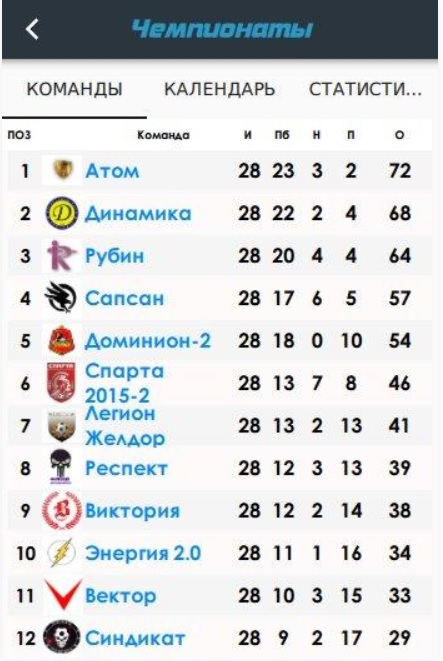 Чемпионаты
КОМАНДЫ КАЛЕНДАРЬ СТАТИСТИ...
ПОЗ Команда И Пб Н П О
1 Атом 28 23 3 2 72
2 Динамика 28 22 2 4 68
3 Рубин 28 20 4 4 64
4 Сапсан 28 17 6 5 57
5 Доминион-2 28 18 0 10 54
6 Спарта 2015-2 28 13 7 8 46
7 Легион Желдор 28 13 2 13 41
8 Респект 28 12 3 13 39
9 Виктория 28 12 2 14 38
10 Энергия 2.0 28 11 1 16 34
11 Вектор 28 10 3 15 33
12 Синдикат 28 9 2 17 29